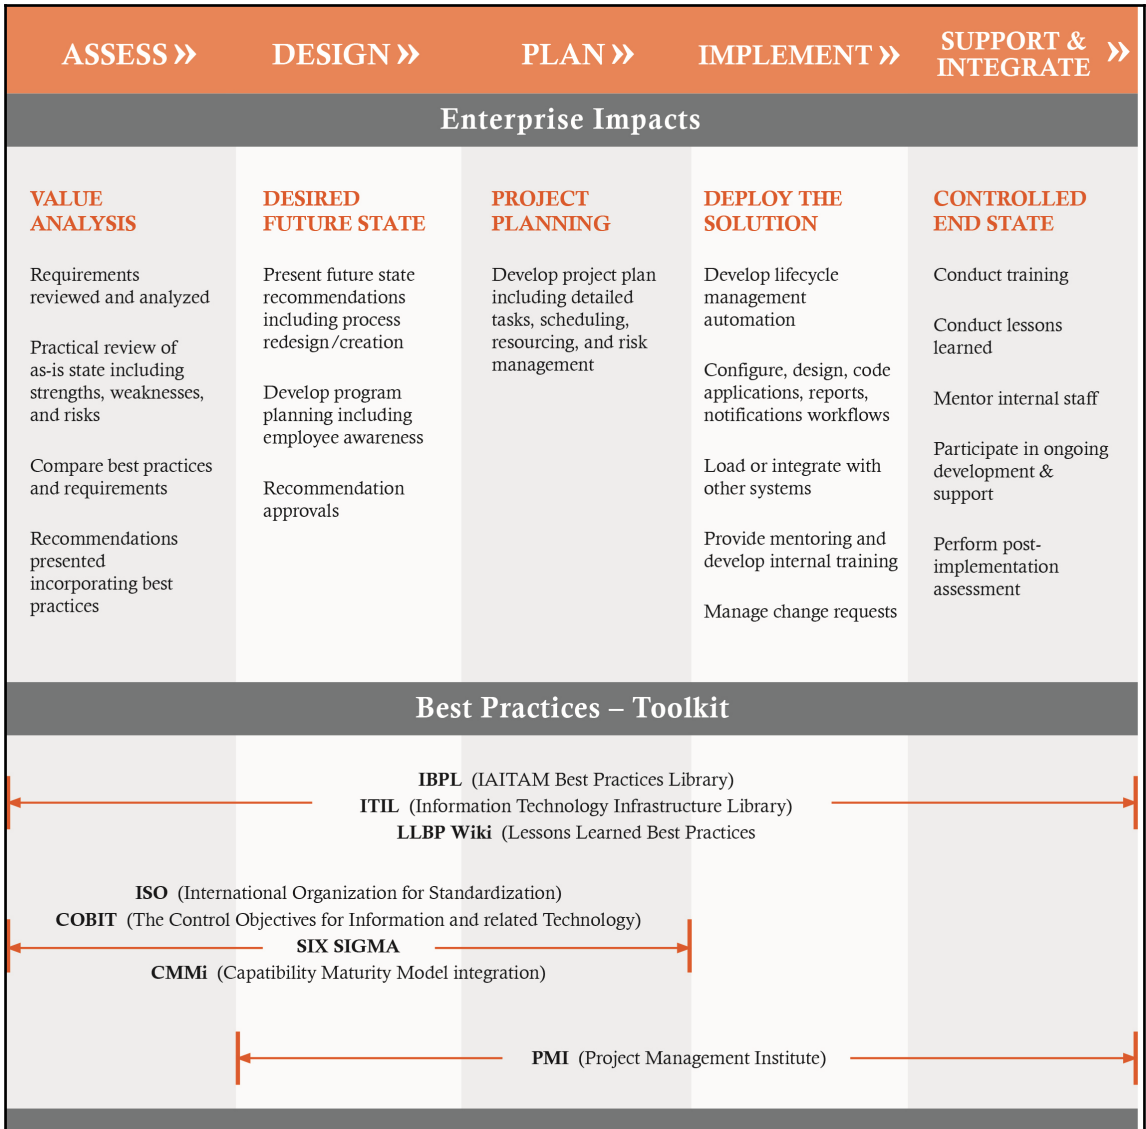 ASSESS »
DESIGN »
PLAN »
IMPLEMENT »
SUPPORT &
INTEGRATE »
Enterprise Impacts
VALUE
ANALYSIS
Requirements
reviewed and analyzed
Practical review of
as-is state including
strengths, weaknesses,
and risks
Compare best practices
and requirements
Recommendations
presented
incorporating best
practices
DESIRED
FUTURE STATE
Present future state
recommendations
including process
redesign/creation
Develop program
planning including
employee awareness
Recommendation
approvals
PROJECT
PLANNING
Develop project plan
including detailed
tasks, scheduling,
resourcing, and risk
management
DEPLOY THE
SOLUTION
Develop lifecycle
management
automation
Configure, design, code
applications, reports,
notifications workflows
Load or integrate with
other systems
Provide mentoring and
develop internal training
Manage change requests
CONTROLLED
END STATE
Conduct training
Conduct lessons
learned
Mentor internal staff
Participate in ongoing
development &
support
Perform post-
implementation
assessment
Best Practices – Toolkit
IBPL (IAITAM Best Practices Library)
ITIL (Information Technology Infrastructure Library)
LLBP Wiki (Lessons Learned Best Practices
ISO (International Organization for Standardization)
COBIT (The Control Objectives for Information and related Technology)
SIX SIGMA
CMMi (Capatibility Maturity Model integration)
PMI (Project Management Institute)